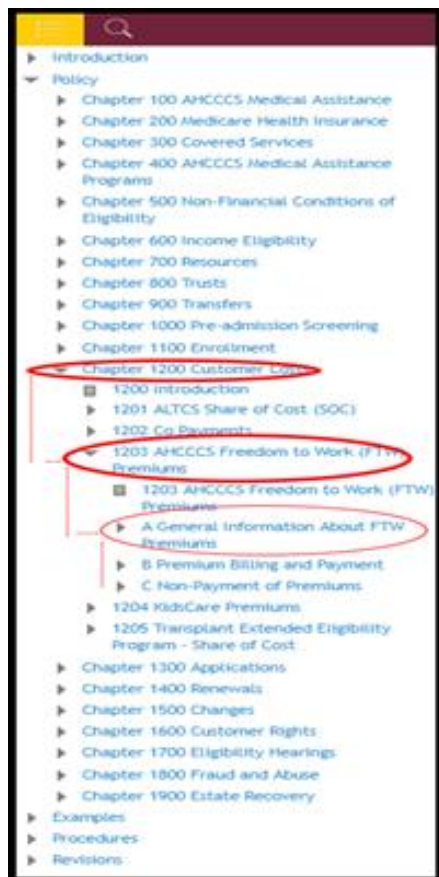 Introduction
Policy
Chapter 100 AHCCCS Medical Assistance
Chapter 200 Medicare Health Insurance
Chapter 300 Covered Services
Chapter 400 AHCCCS Medical Assistance
Programs
Chapter 500 Non-Financial Conditions of
Eligibility
Chapter 600 Income Eligibility
Chapter 700 Resources
Chapter 800 Trusts
Chapter 900 Transfers
Chapter 1000 Pre-admission Screening
Chapter 1100 Enrollment
Chapter 1200 Customer Costs
1200 Introduction
1201 ALTCS Share of Cost (SOC)
1202 Co Payments
1203 AHCCCS Freedom to Work (FTW)
Premiums
1203 AHCCCS Freedom to Work (FTW)
Premiums
A General Information About FTW
Premiums
B Premium Billing and Payment
C Non-Payment of Premiums
1204 KidsCare Premiums
1205 Transplant Extended Eligibility
Program - Share of Cost
Chapter 1300 Applications
Chapter 1400 Renewals
Chapter 1500 Changes
Chapter 1600 Customer Rights
Chapter 1700 Eligibility Hearings
Chapter 1800 Fraud and Abuse
Chapter 1900 Estate Recovery
Examples
Procedures
Revisions